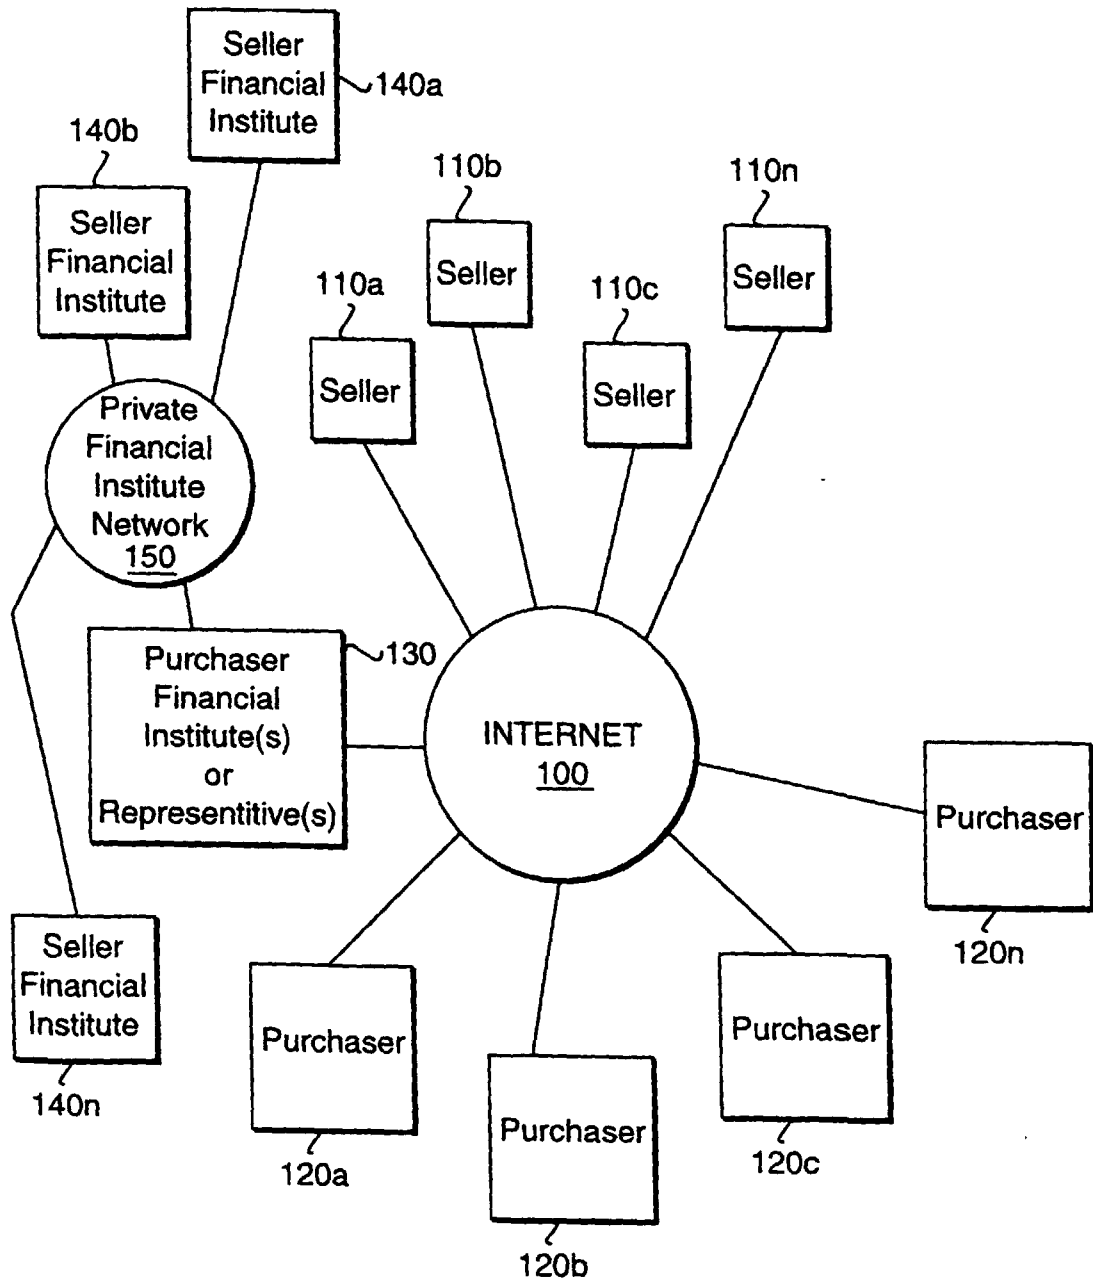 Seller
Financial
Institute
140a
140b
Seller
Financial
Institute
110b
Seller
110n
Seller
110a
Seller
110c
Seller
Private
Financial
Institute
Network
150
130
Purchaser
Financial
Institute(s)
or
Representitive(s)
INTERNET
100
Purchaser
120n
Seller
Financial
Institute
140n
Purchaser
120a
Purchaser
120b
Purchaser
120c